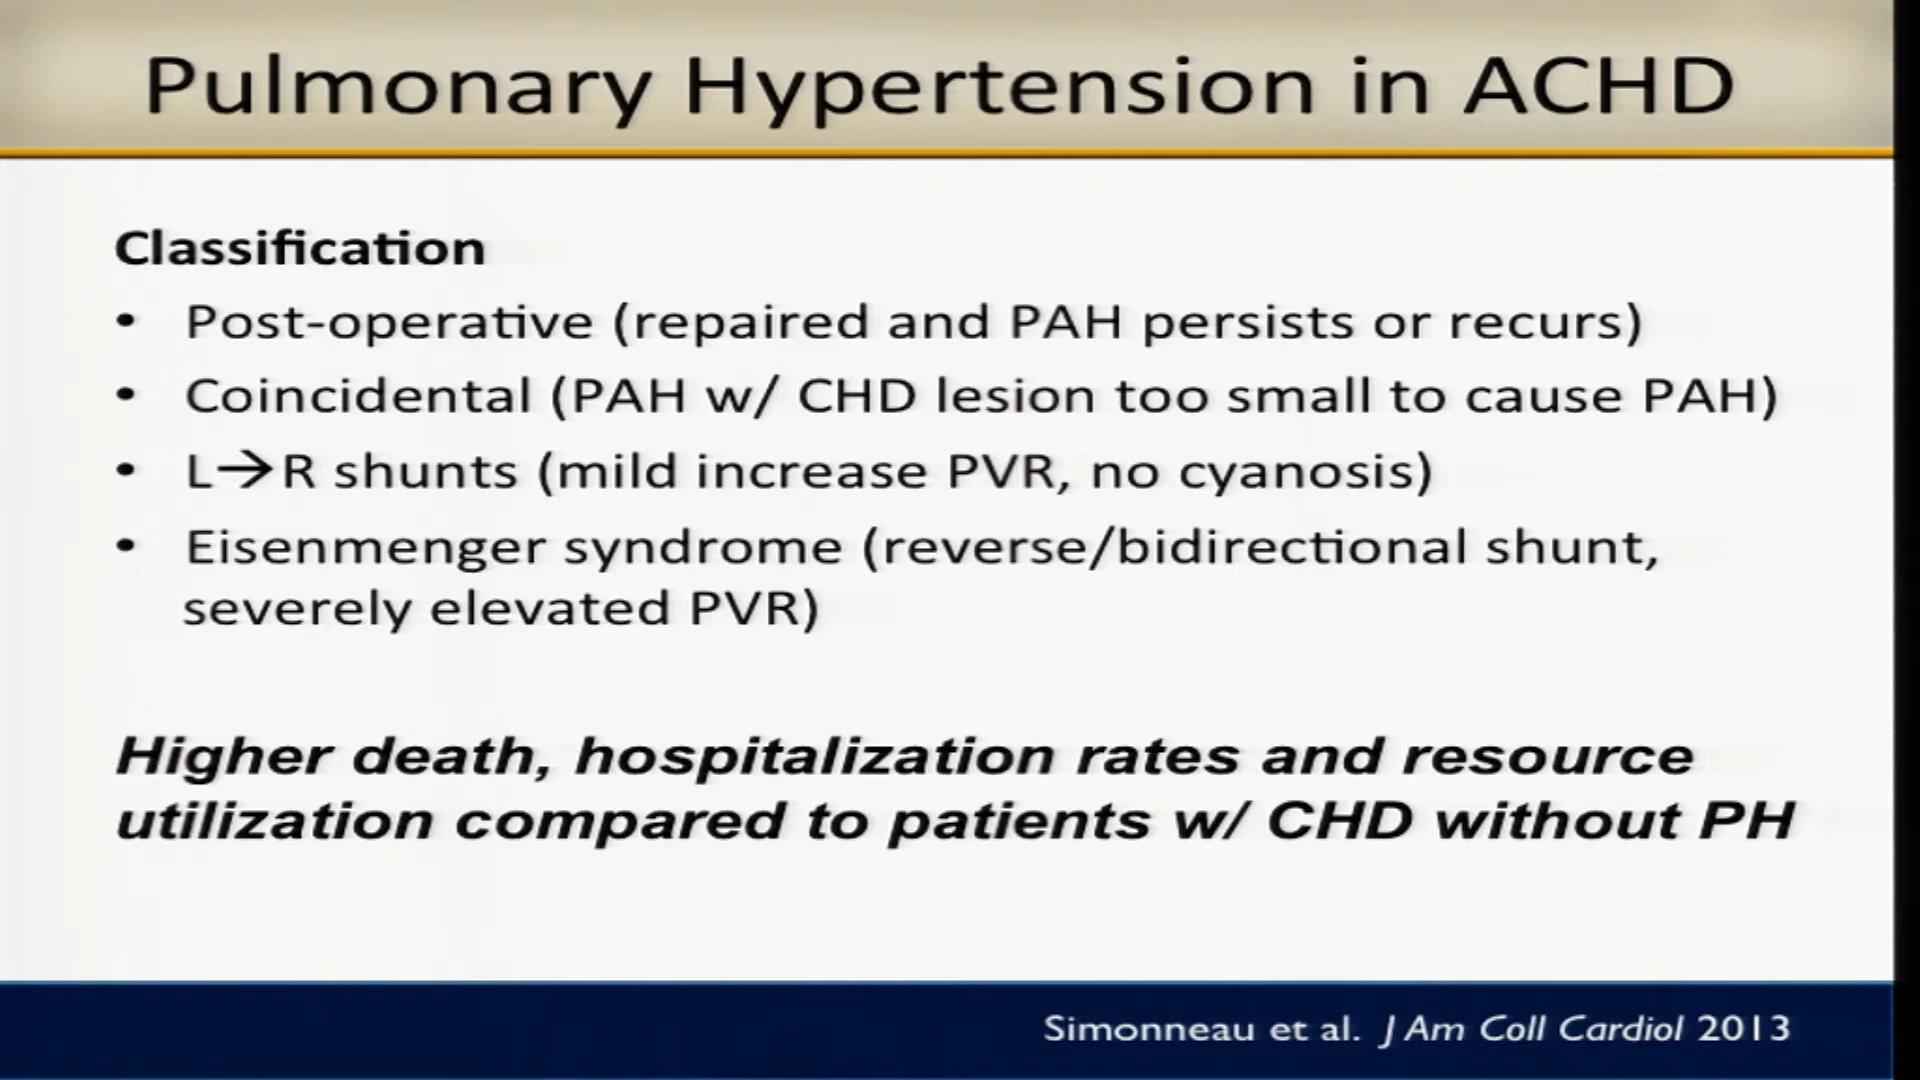 Pulmonary Hypertension in ACHD
Classification
• Post-operative (repaired and PAH persists or recurs)
• Coincidental (PAH w/ CHD lesion too small to cause PAH)
• L→R shunts (mild increase PVR, no cyanosis)
• Eisenmenger syndrome (reverse/bidirectional shunt,
severely elevated PVR)
Higher death, hospitalization rates and resource
utilization compared to patients w/ CHD without PH
Simonneau et al. J Am Coll Cardiol 2013